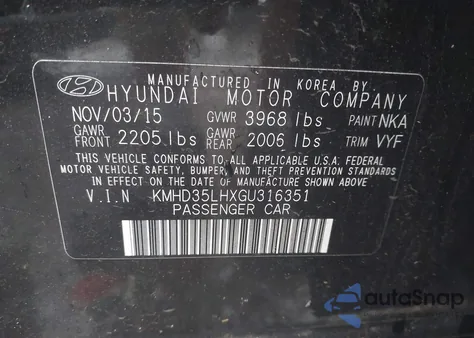 MANUFACTURED IN KOREA BY
HYUNDAI MOTOR COMPANY
NOV/03/15 GVWR 3968 lbs PAINT NKA
GAWR FRONT 2205 lbs GAWR REAR 2006 lbs TRIM VYF
THIS VEHICLE CONFORMS TO ALL APPLICABLE U.S.A. FEDERAL
MOTOR VEHICLE SAFETY, BUMPER, AND THEFT PREVENTION STANDARDS
IN EFFECT ON THE DATE OF MANUFACTURE SHOWN ABOVE.
V.I.N KMHD35LHXGU316351
PASSENGER CAR
autoSnap